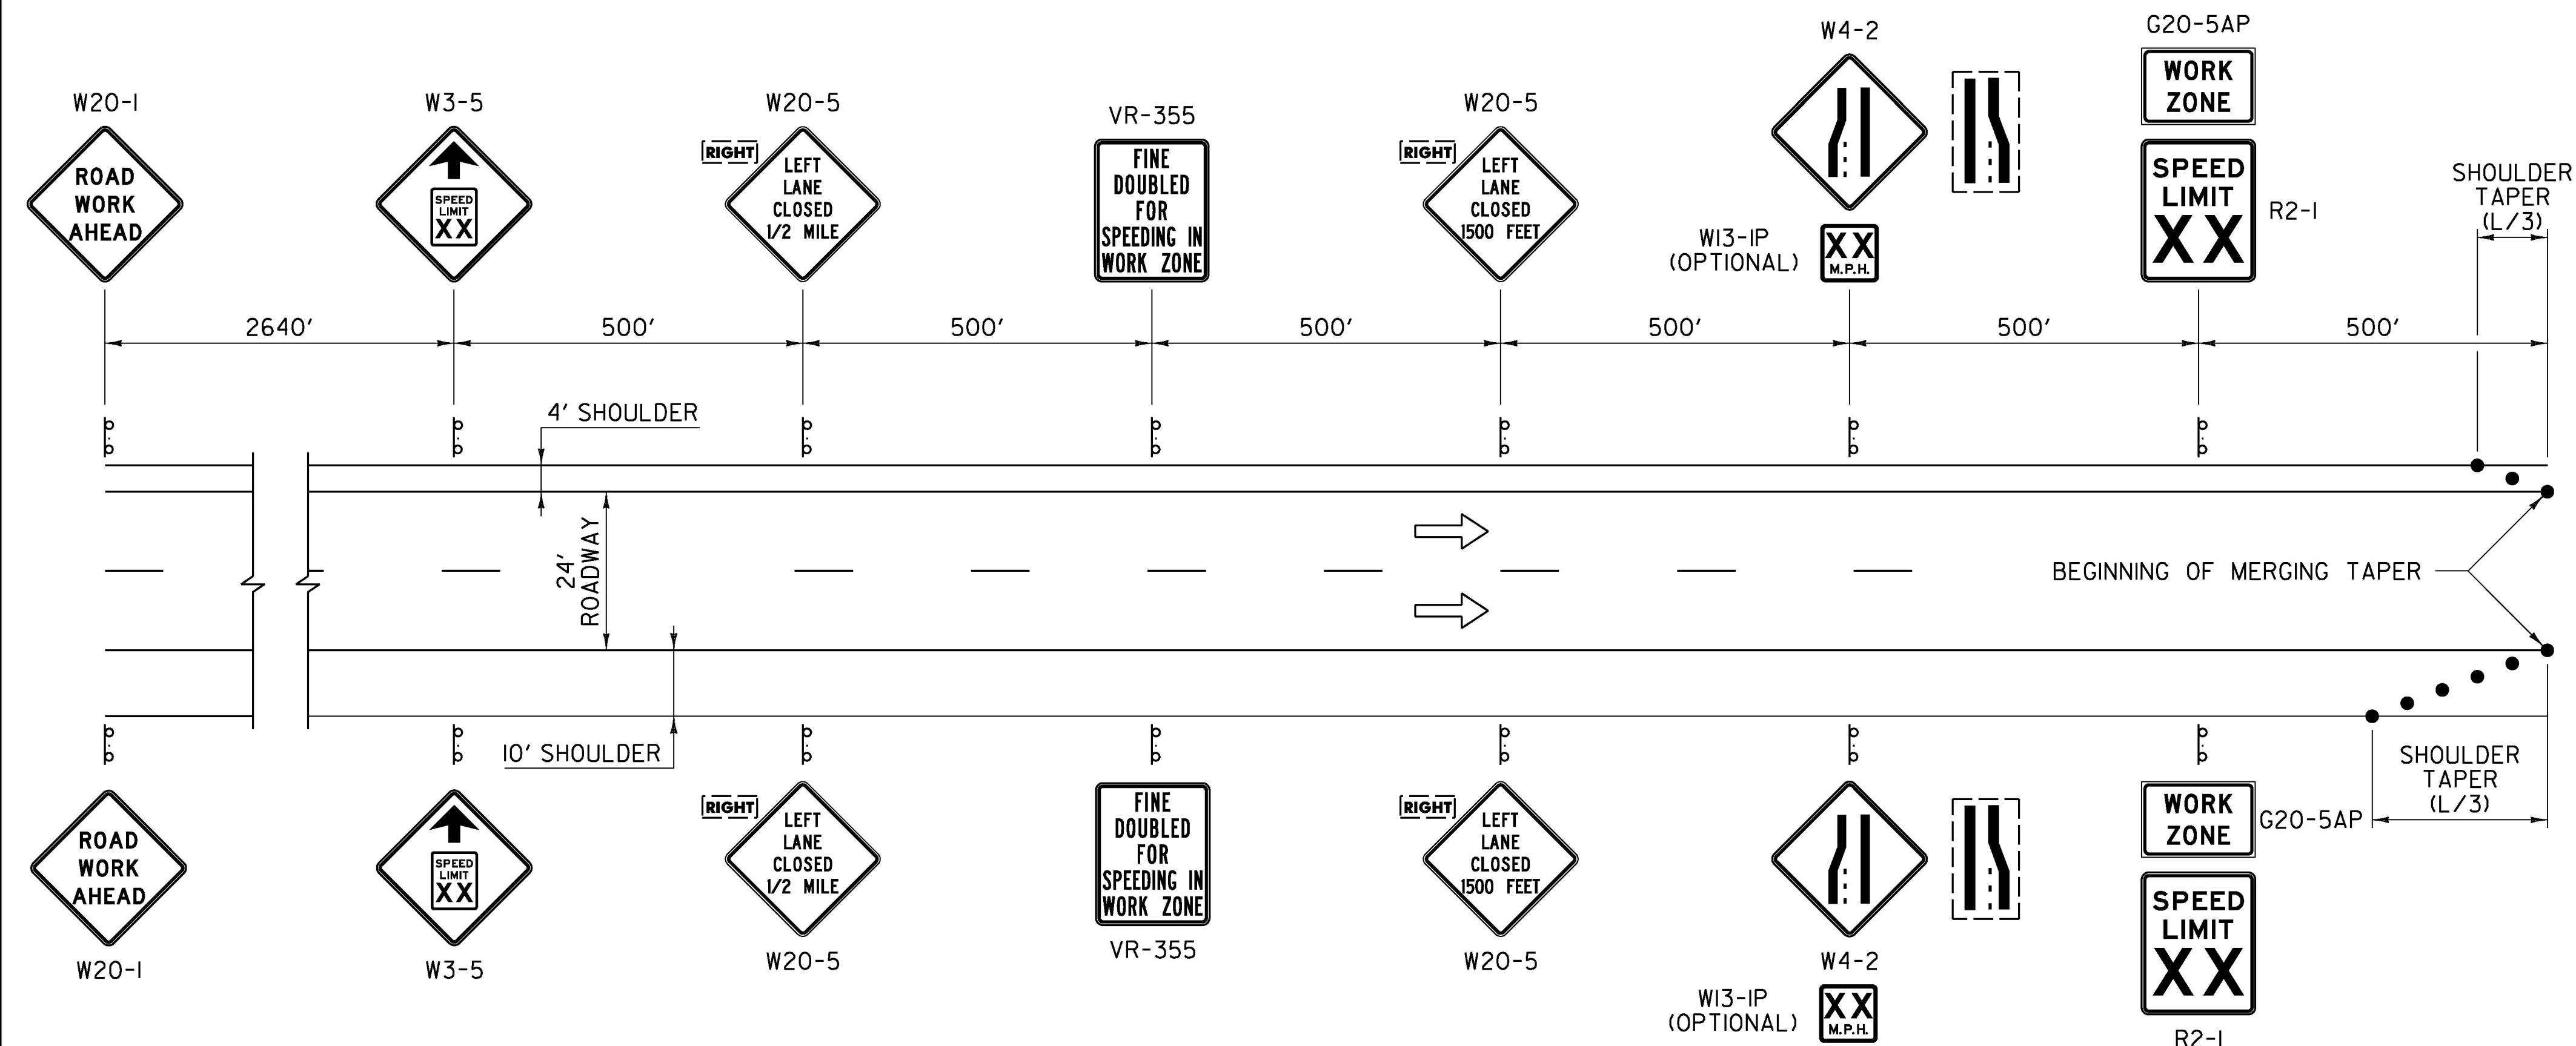 W20-1
ROAD
WORK
AHEAD
W3-5
SPEED
LIMIT
XX
W20-5
RIGHT
LEFT
LANE
CLOSED
1/2 MILE
VR-355
FINE
DOUBLED
FOR
SPEEDING IN
WORK ZONE
W20-5
RIGHT
LEFT
LANE
CLOSED
1500 FEET
W4-2
W13-1P
(OPTIONAL)
XX
M.P.H.
G20-5AP
WORK
ZONE
SPEED
LIMIT
XX
R2-1
SHOULDER
TAPER
(L/3)
2640'
500'
500'
500'
500'
500'
500'
4' SHOULDER
24'
ROADWAY
BEGINNING OF MERGING TAPER
10' SHOULDER
SHOULDER
TAPER
(L/3)
ROAD
WORK
AHEAD
W20-1
SPEED
LIMIT
XX
W3-5
RIGHT
LEFT
LANE
CLOSED
1/2 MILE
W20-5
FINE
DOUBLED
FOR
SPEEDING IN
WORK ZONE
VR-355
RIGHT
LEFT
LANE
CLOSED
1500 FEET
W20-5
W4-2
W13-1P
(OPTIONAL)
XX
M.P.H.
WORK
ZONE
G20-5AP
SPEED
LIMIT
XX
R2-1